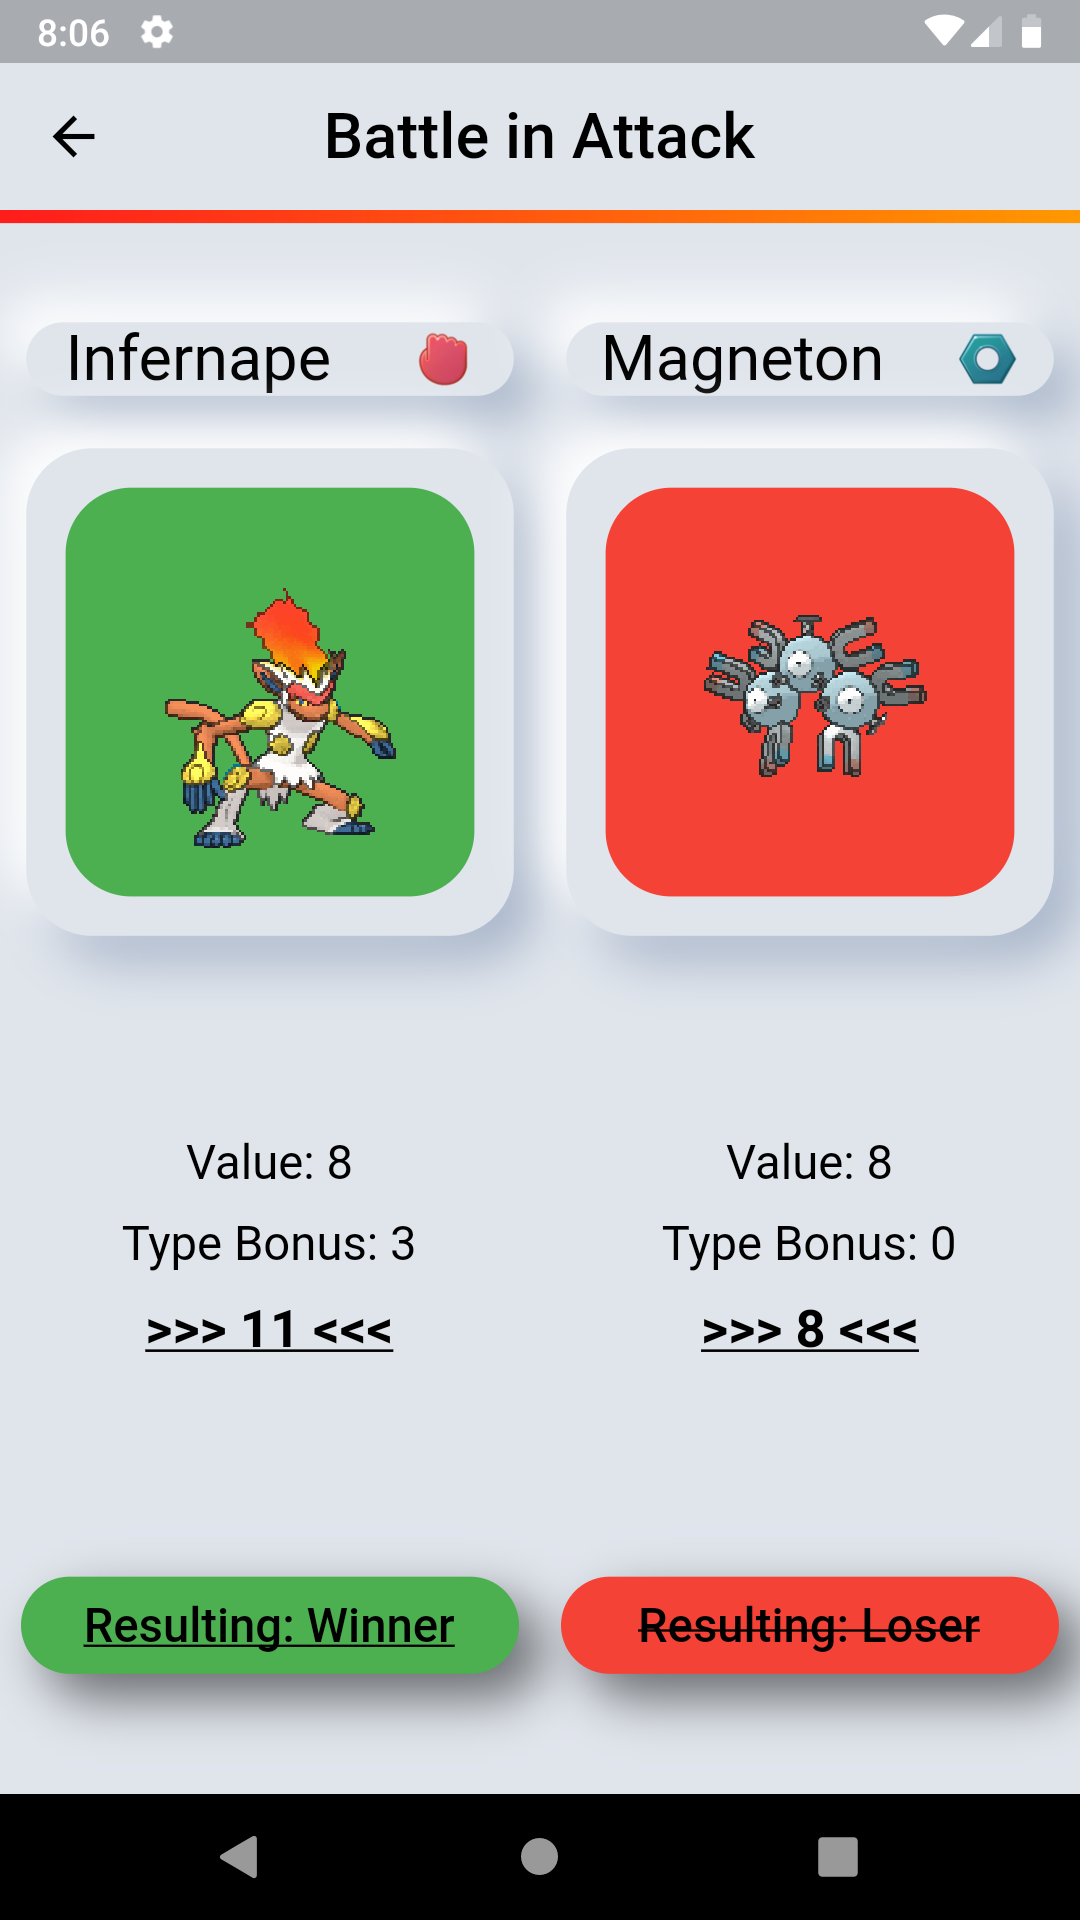 8:06
Battle in Attack
Infernape
Magneton
Value: 8
Value: 8
Type Bonus: 3
Type Bonus: 0
>>> 11 <<<
>>> 8 <<<
Resulting: Winner
Resulting: Loser